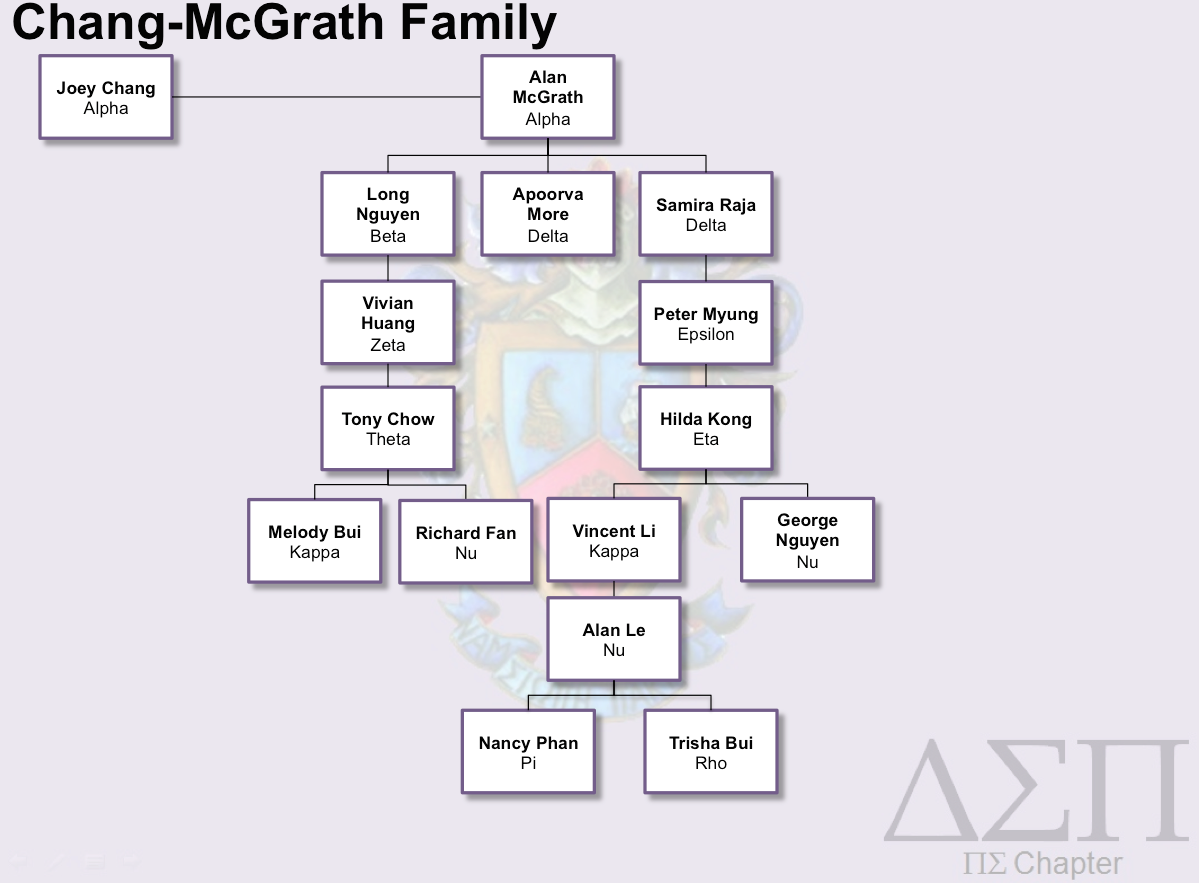 Chang-McGrath Family
Joey Chang
Alpha
Alan
McGrath
Alpha
Long
Nguyen
Beta
Apoorva
More
Delta
Samira Raja
Delta
Vivian
Huang
Zeta
Peter Myung
Epsilon
Tony Chow
Theta
Hilda Kong
Eta
Melody Bui
Kappa
Richard Fan
Nu
Vincent Li
Kappa
George
Nguyen
Nu
Alan Le
Nu
Nancy Phan
Pi
Trisha Bui
Rho
ΔΣΠ
ΠΣ Chapter